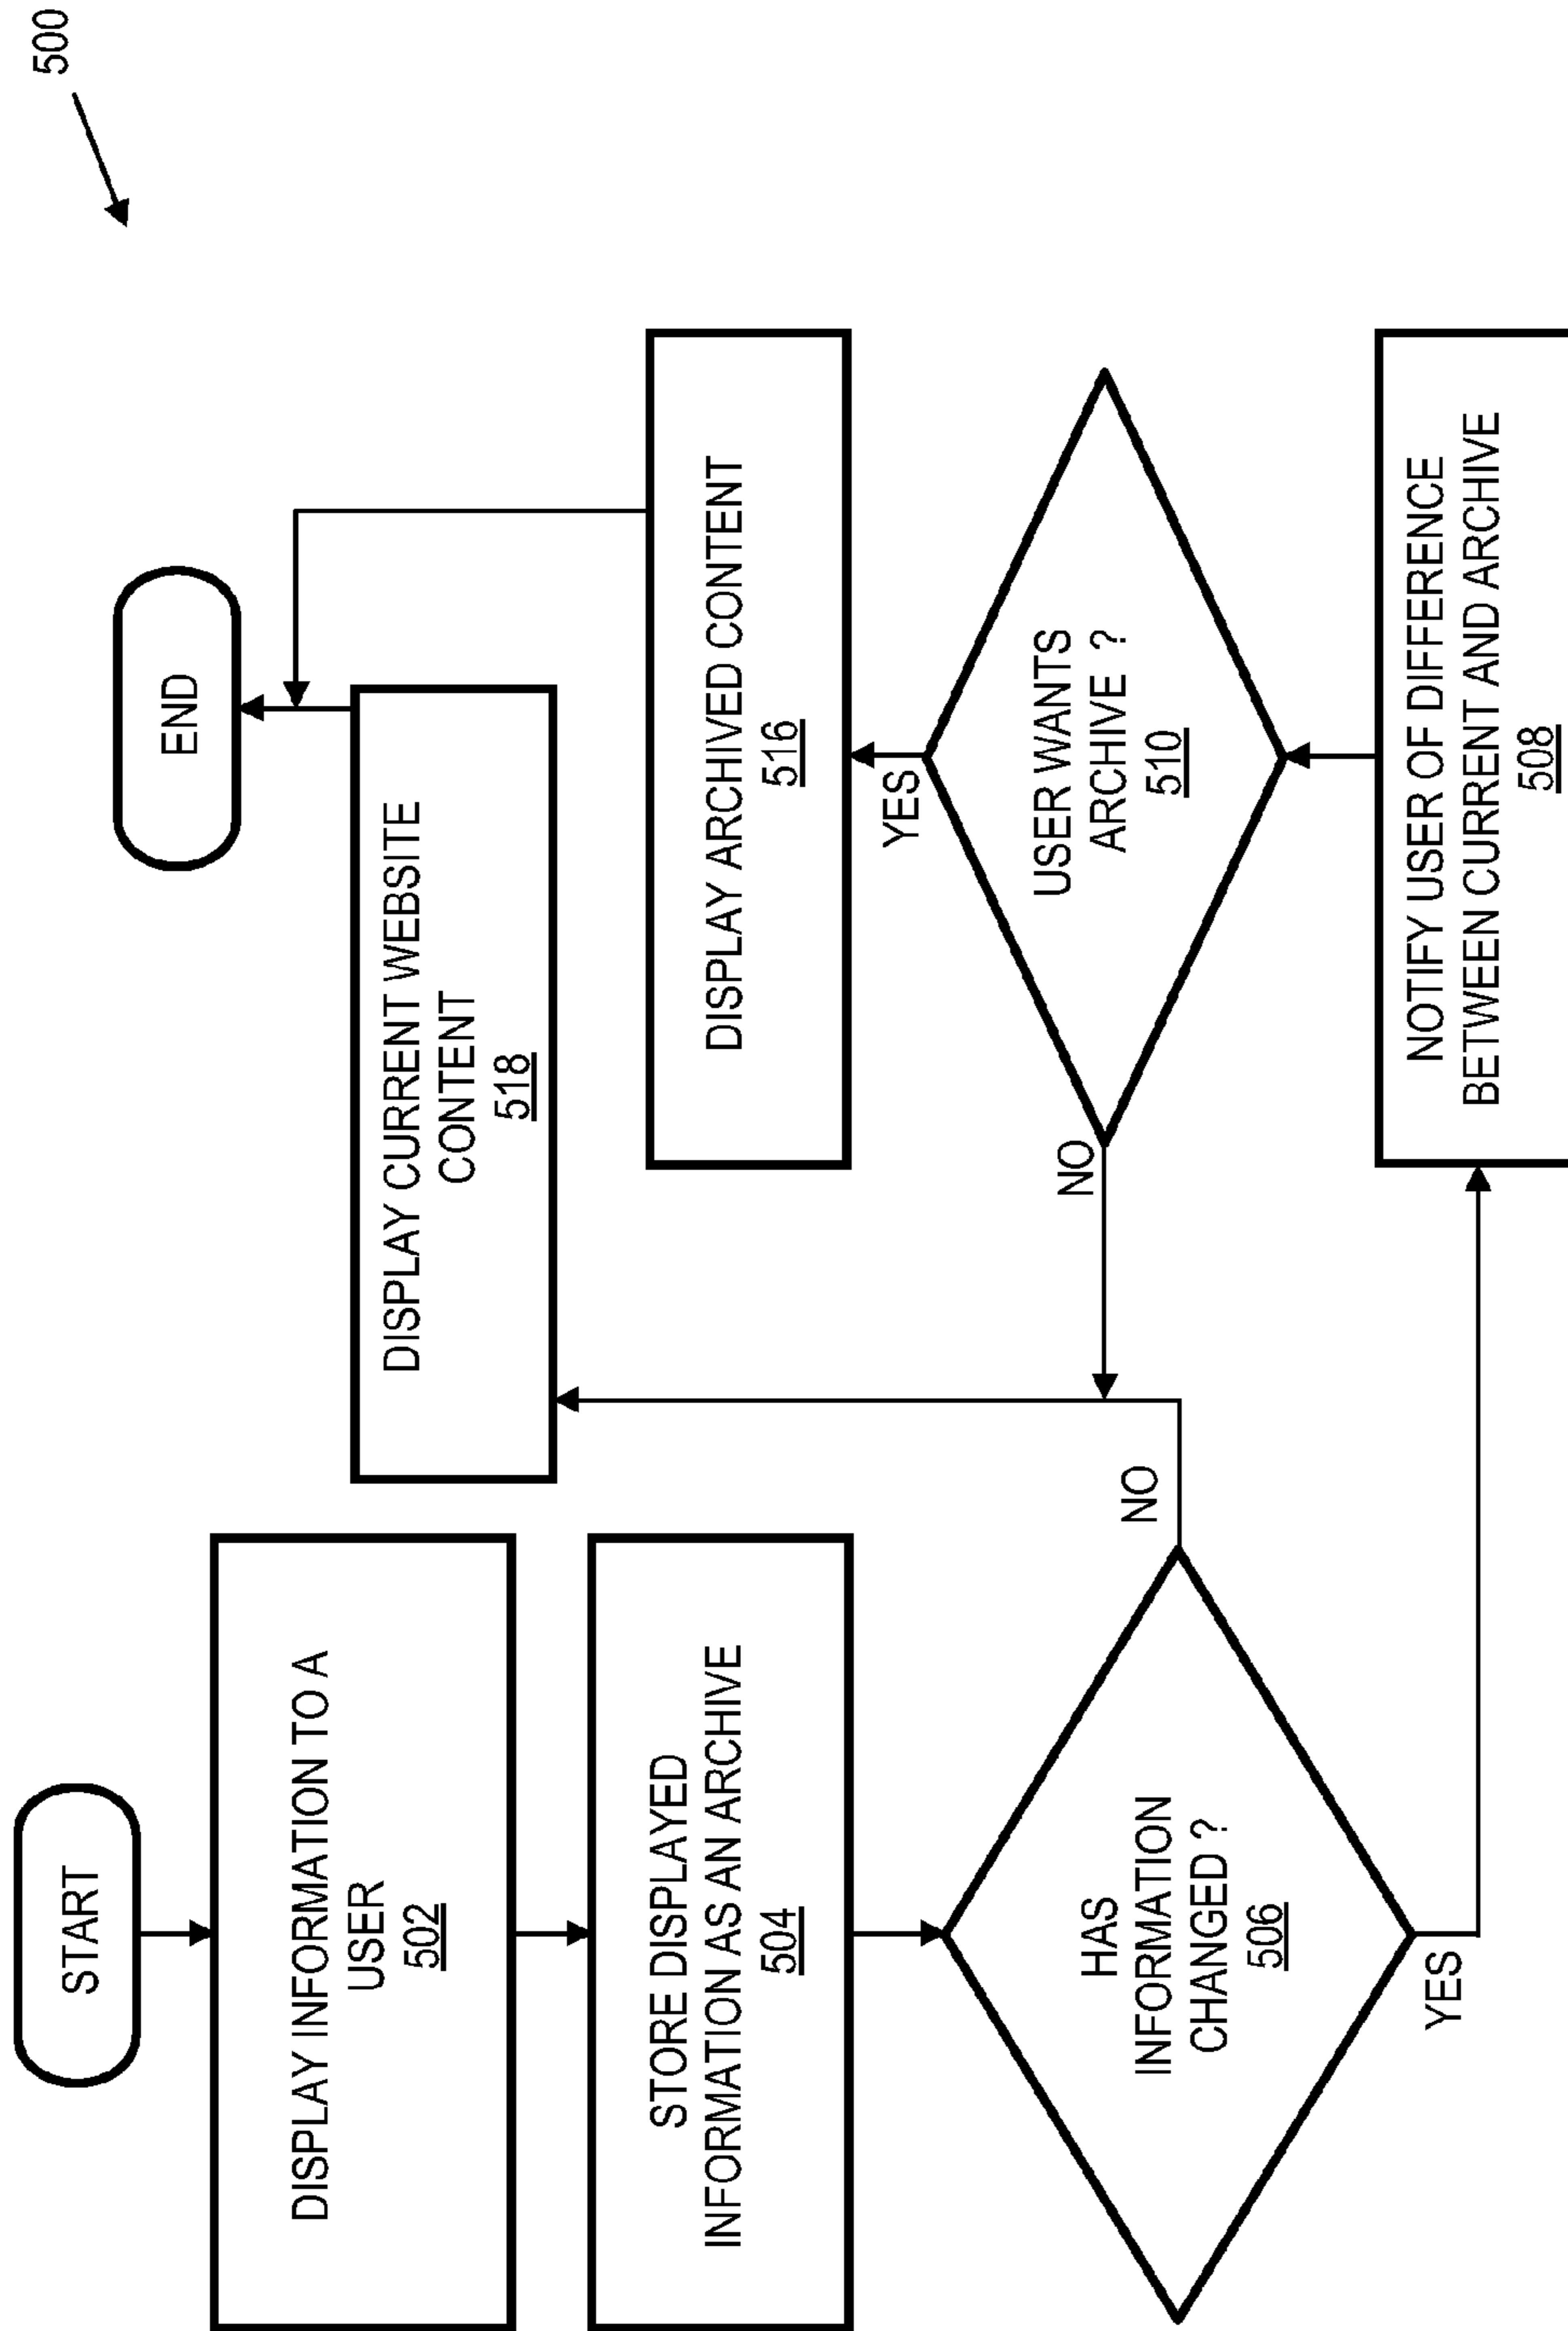 500
START
DISPLAY INFORMATION TO A
USER
502
STORE DISPLAYED
INFORMATION AS AN ARCHIVE
504
HAS
INFORMATION
CHANGED ?
506
NO
YES
NOTIFY USER OF DIFFERENCE
BETWEEN CURRENT AND ARCHIVE
508
USER WANTS
ARCHIVE ?
510
NO
YES
DISPLAY ARCHIVED CONTENT
516
DISPLAY CURRENT WEBSITE
CONTENT
518
END